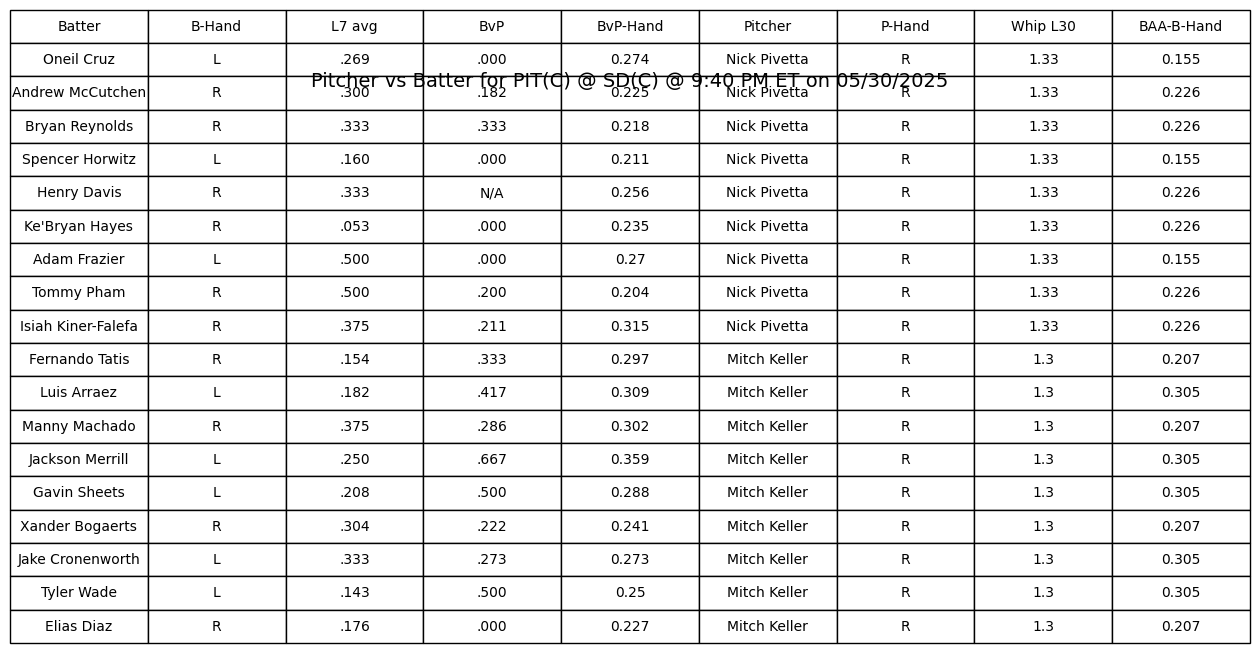 Batter B-Hand L7 avg BvP BvP-Hand Pitcher P-Hand Whip L30 BAA-B-Hand
Oneil Cruz L .269 .000 0.274 Nick Pivetta R 1.33 0.155
Pitcher vs Batter for PIT(C) @ SD(C) @ 9:40 PM ET on 05/30/2025
Andrew McCutchen R .300 .182 0.225 Nick Pivetta R 1.33 0.226
Bryan Reynolds R .333 .333 0.218 Nick Pivetta R 1.33 0.226
Spencer Horwitz L .160 .000 0.211 Nick Pivetta R 1.33 0.155
Henry Davis R .333 N/A 0.256 Nick Pivetta R 1.33 0.226
Ke'Bryan Hayes R .053 .000 0.235 Nick Pivetta R 1.33 0.226
Adam Frazier L .500 .000 0.27 Nick Pivetta R 1.33 0.155
Tommy Pham R .500 .200 0.204 Nick Pivetta R 1.33 0.226
Isiah Kiner-Falefa R .375 .211 0.315 Nick Pivetta R 1.33 0.226
Fernando Tatis R .154 .333 0.297 Mitch Keller R 1.3 0.207
Luis Arraez L .182 .417 0.309 Mitch Keller R 1.3 0.305
Manny Machado R .375 .286 0.302 Mitch Keller R 1.3 0.207
Jackson Merrill L .250 .667 0.359 Mitch Keller R 1.3 0.305
Gavin Sheets L .208 .500 0.288 Mitch Keller R 1.3 0.305
Xander Bogaerts R .304 .222 0.241 Mitch Keller R 1.3 0.207
Jake Cronenworth L .333 .273 0.273 Mitch Keller R 1.3 0.305
Tyler Wade L .143 .500 0.25 Mitch Keller R 1.3 0.305
Elias Diaz R .176 .000 0.227 Mitch Keller R 1.3 0.207